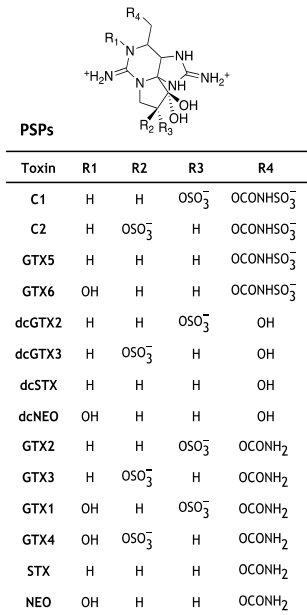 R4
R1
N
NH
+H2N
N
NH
NH2+
OH
OH
R2 R3
PSPs
Toxin R1 R2 R3 R4
C1 H H OSO3− OCONHSO3−
C2 H OSO3− H OCONHSO3−
GTX5 H H H OCONHSO3−
GTX6 OH H H OCONHSO3−
dcGTX2 H H OSO3− OH
dcGTX3 H OSO3− H OH
dcSTX H H H OH
dcNEO OH H H OH
GTX2 H H OSO3− OCONH2
GTX3 H OSO3− H OCONH2
GTX1 OH H OSO3− OCONH2
GTX4 OH OSO3− H OCONH2
STX H H H OCONH2
NEO OH H H OCONH2